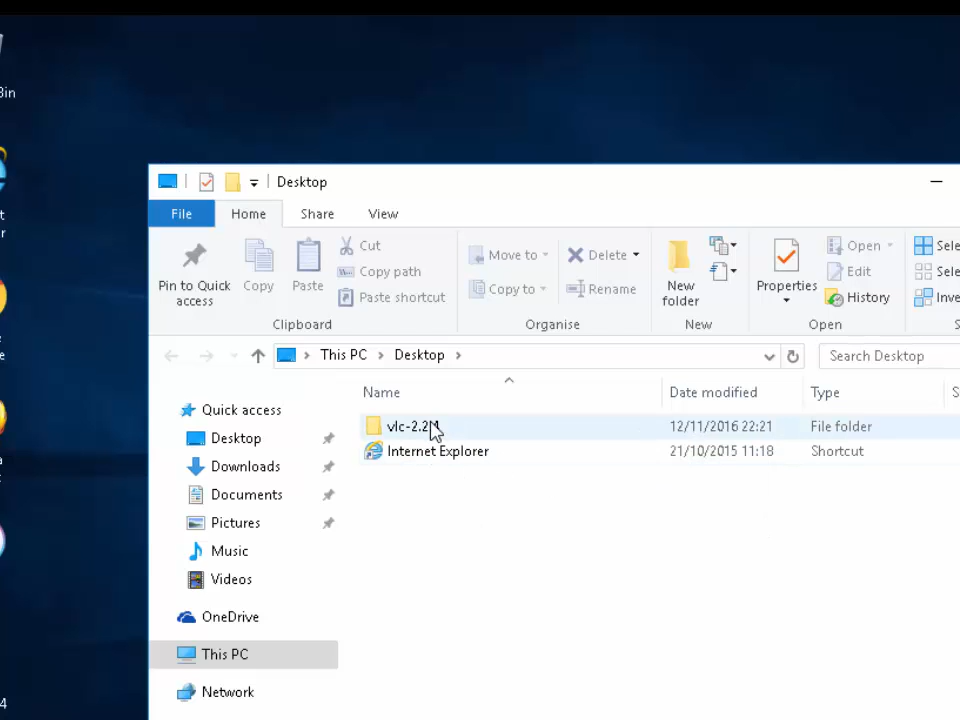 Bin
t
r
e
a
t
4
Desktop
File Home Share View
Pin to Quick access
Copy
Paste
Cut
Copy path
Paste shortcut
Clipboard
Move to
Copy to
Delete
Rename
Organise
New folder
New
Properties
Open
Edit
History
Open
Sele
Sele
Inve
S
This PC > Desktop >
Search Desktop
Name Date modified Type S
vlc-2.2.4 12/11/2016 22:21 File folder
Internet Explorer 21/10/2015 11:18 Shortcut
Quick access
Desktop
Downloads
Documents
Pictures
Music
Videos
OneDrive
This PC
Network